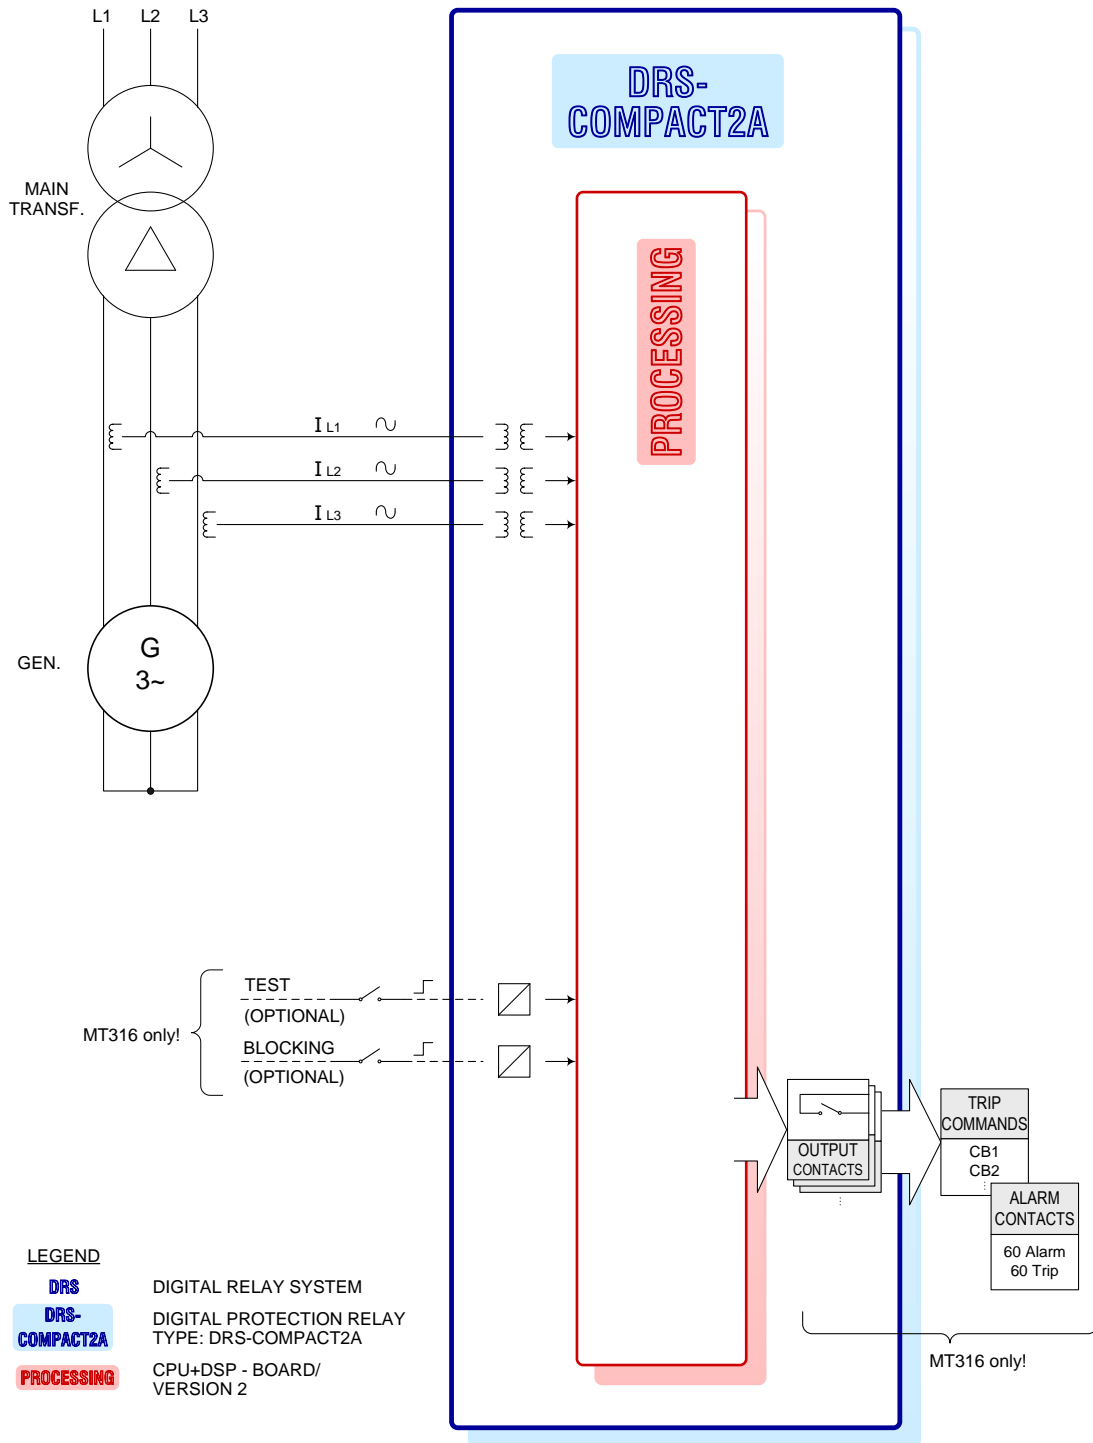 L1 L2 L3
DRS-
COMPACT2A
MAIN
TRANSF.
PROCESSING
I L1
I L2
I L3
G
3~
GEN.
TEST
(OPTIONAL)
MT316 only!
BLOCKING
(OPTIONAL)
OUTPUT
CONTACTS
TRIP
COMMANDS
CB1
CB2
ALARM
CONTACTS
60 Alarm
60 Trip
MT316 only!
LEGEND
DRS DIGITAL RELAY SYSTEM
DRS-
COMPACT2A
DIGITAL PROTECTION RELAY
TYPE: DRS-COMPACT2A
PROCESSING
CPU+DSP - BOARD/
VERSION 2